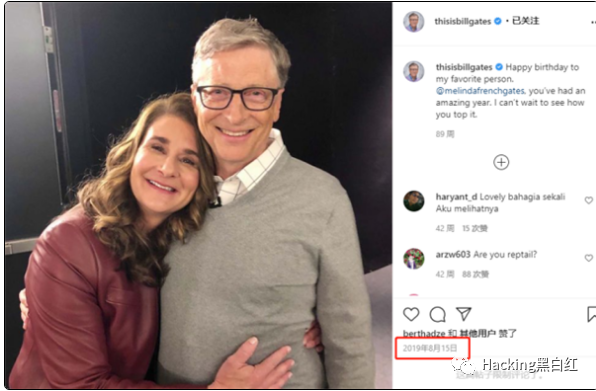 thisisbillgates • 已关注
thisisbillgates Happy birthday to
my favorite person.
@melindafrenchgates, you've had an
amazing year. I can't wait to see how
you top it.
89 周
haryant_d Lovely bahagia sekali
Aku melihatnya
42 周 15 次赞
arzw603 Are you reptail?
42 周 88 次赞
berthadze 和 其他用户 赞了
2019年8月15日
Hacking黑白红